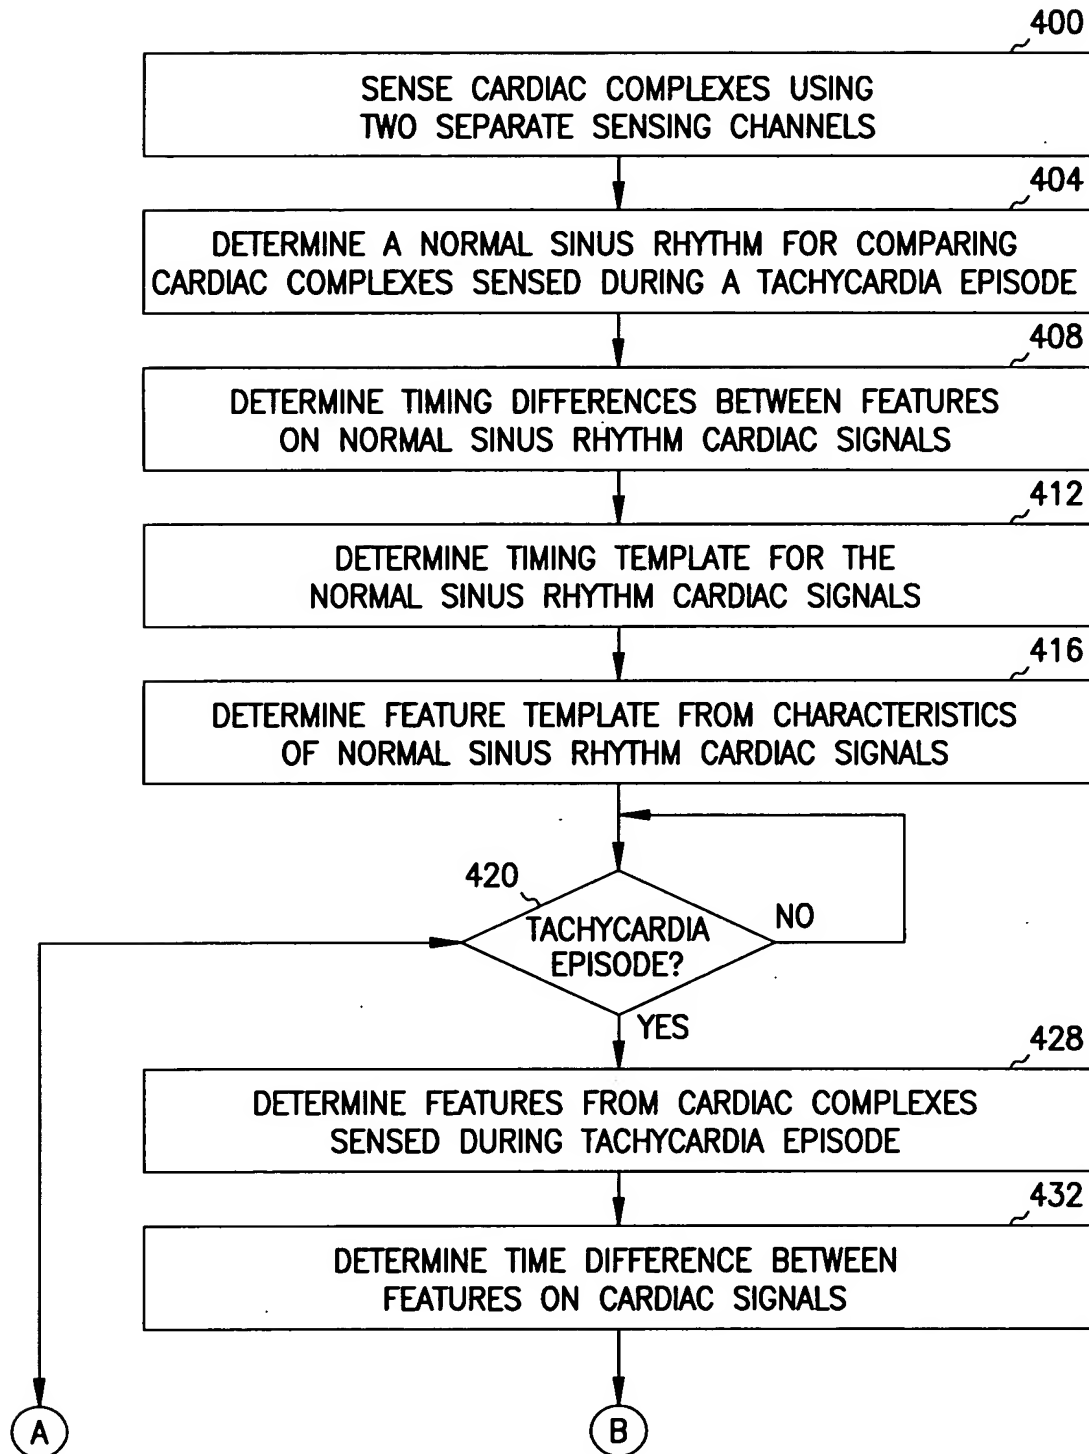 400
SENSE CARDIAC COMPLEXES USING
TWO SEPARATE SENSING CHANNELS
404
DETERMINE A NORMAL SINUS RHYTHM FOR COMPARING
CARDIAC COMPLEXES SENSED DURING A TACHYCARDIA EPISODE
408
DETERMINE TIMING DIFFERENCES BETWEEN FEATURES
ON NORMAL SINUS RHYTHM CARDIAC SIGNALS
412
DETERMINE TIMING TEMPLATE FOR THE
NORMAL SINUS RHYTHM CARDIAC SIGNALS
416
DETERMINE FEATURE TEMPLATE FROM CHARACTERISTICS
OF NORMAL SINUS RHYTHM CARDIAC SIGNALS
420
TACHYCARDIA
EPISODE?
NO
YES
428
DETERMINE FEATURES FROM CARDIAC COMPLEXES
SENSED DURING TACHYCARDIA EPISODE
432
DETERMINE TIME DIFFERENCE BETWEEN
FEATURES ON CARDIAC SIGNALS
A
B